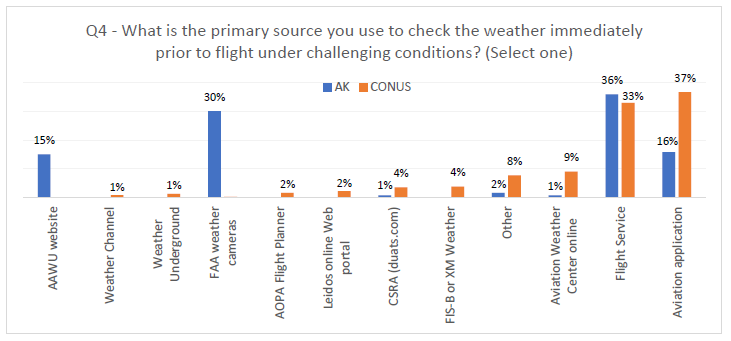 Q4 - What is the primary source you use to check the weather immediately
prior to flight under challenging conditions? (Select one)
AK CONUS
15%
1%
1%
30%
2%
2%
1%
4%
4%
2%
8%
1%
9%
36%
33%
16%
37%
AAWU website
Weather Channel
Weather
Underground
FAA weather
cameras
AOPA Flight Planner
Leidos online Web
portal
CSRA (duats.com)
FIS-B or XM Weather
Other
Aviation Weather
Center online
Flight Service
Aviation application